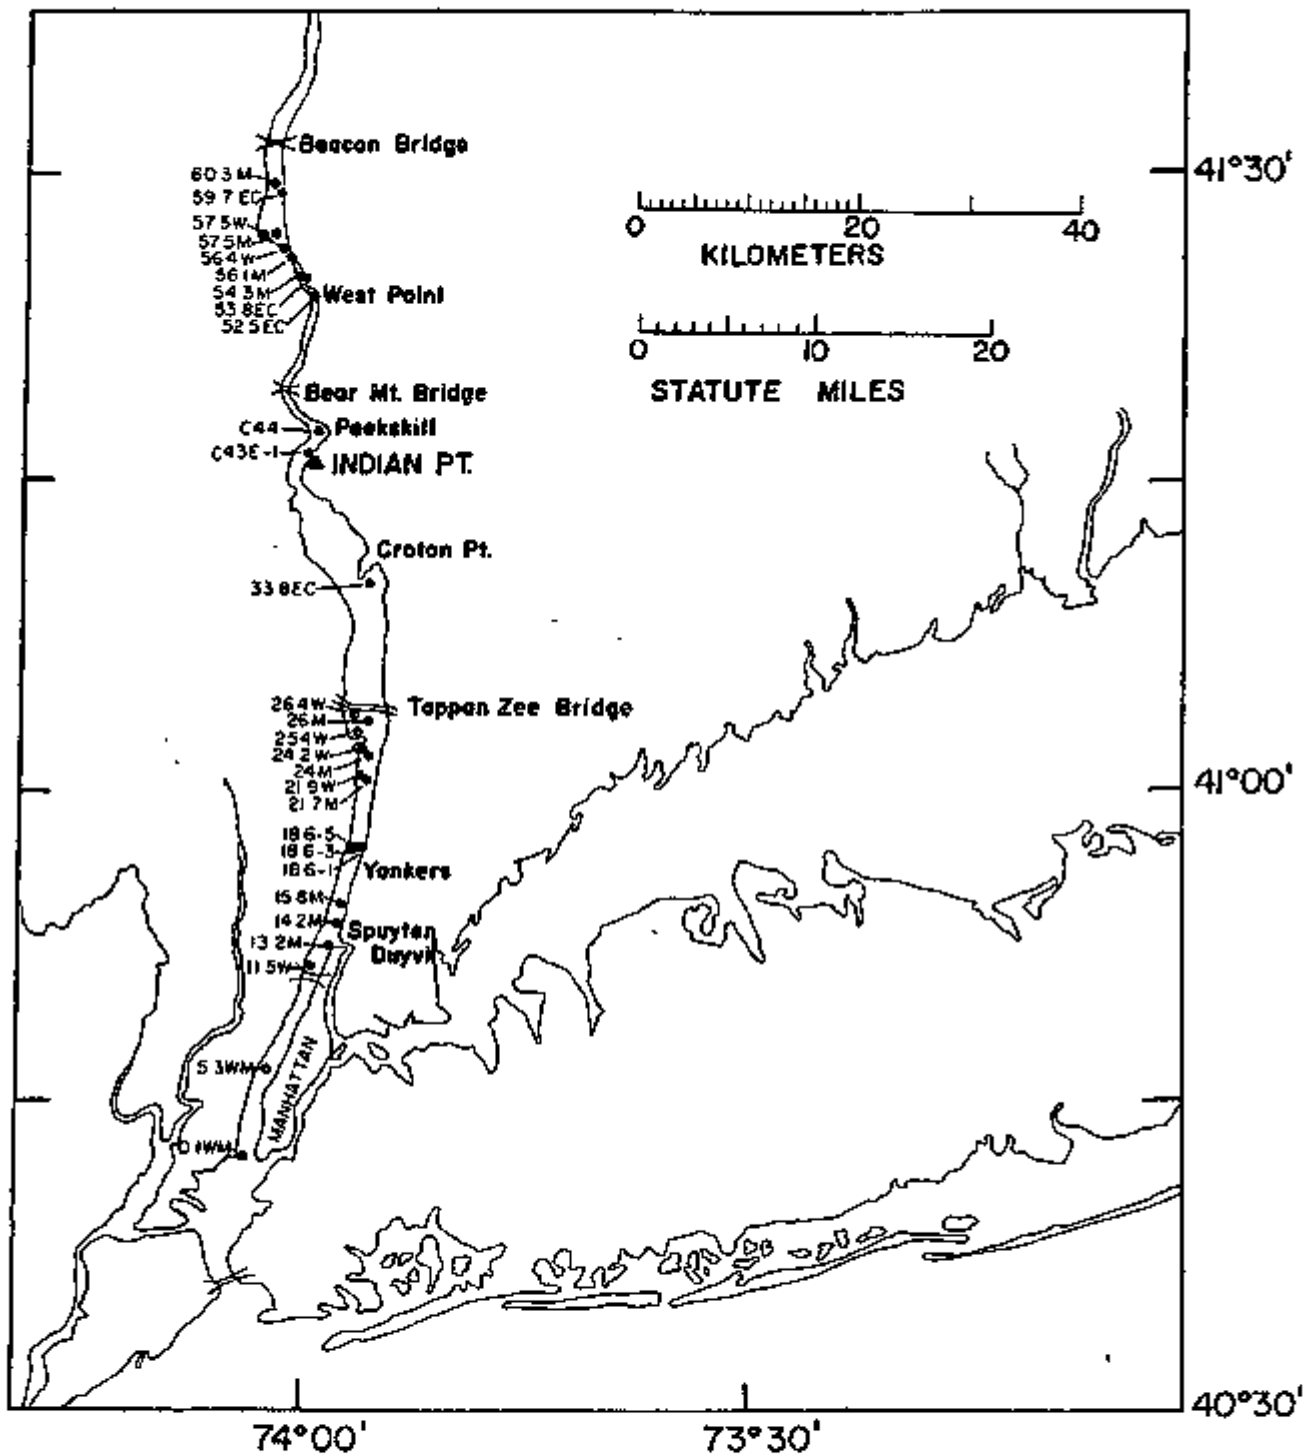 Beacon Bridge
60.3 M
59.7 EC
41°30'
57.5 W
57.5 M
56.4 W
56.1 M
54.3 M
53.8 EC
52.5 EC
West Point
0 20 40
KILOMETERS
0 10 20
STATUTE MILES
Bear Mt. Bridge
C44
Peekskill
C43E-1
INDIAN PT.
Croton Pt.
33.8 EC
26.4 W
Tappan Zee Bridge
26 M
25.4 W
24.2 W
24 M
21.9 W
21.7 M
41°00'
18.6-5
18.6-3
18.6-1
Yonkers
15.8 M
14.2 M
Spuyten
Duyvil
13.2 M
11.5 W
5.3 WM
MANHATTAN
0.1 WM
40°30'
74°00'
73°30'